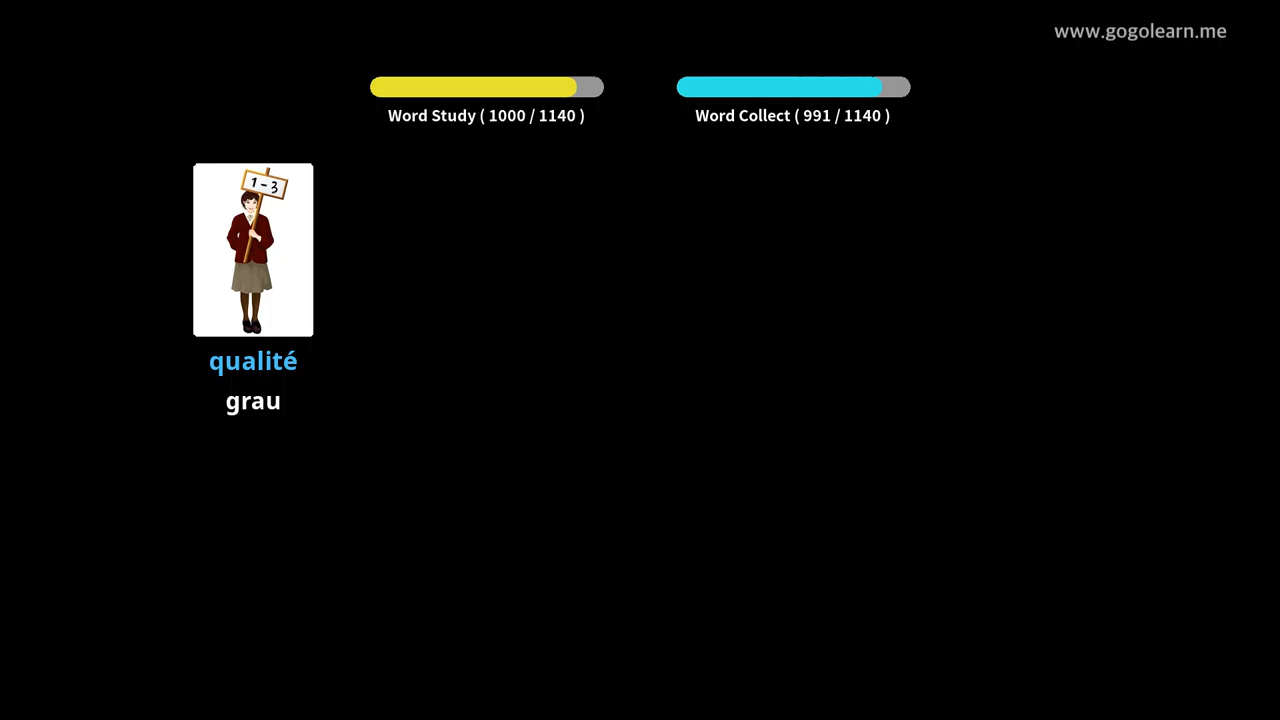 www.gogolearn.me
Word Study ( 1000 / 1140 )
Word Collect ( 991 / 1140 )
1 - 3
qualité
grau